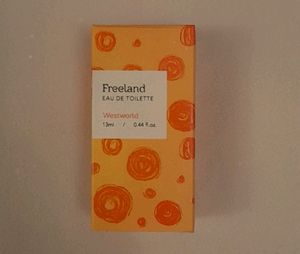 Freeland
EAU DE TOILETTE
Westworld
13ml / 0.44 fl.oz.